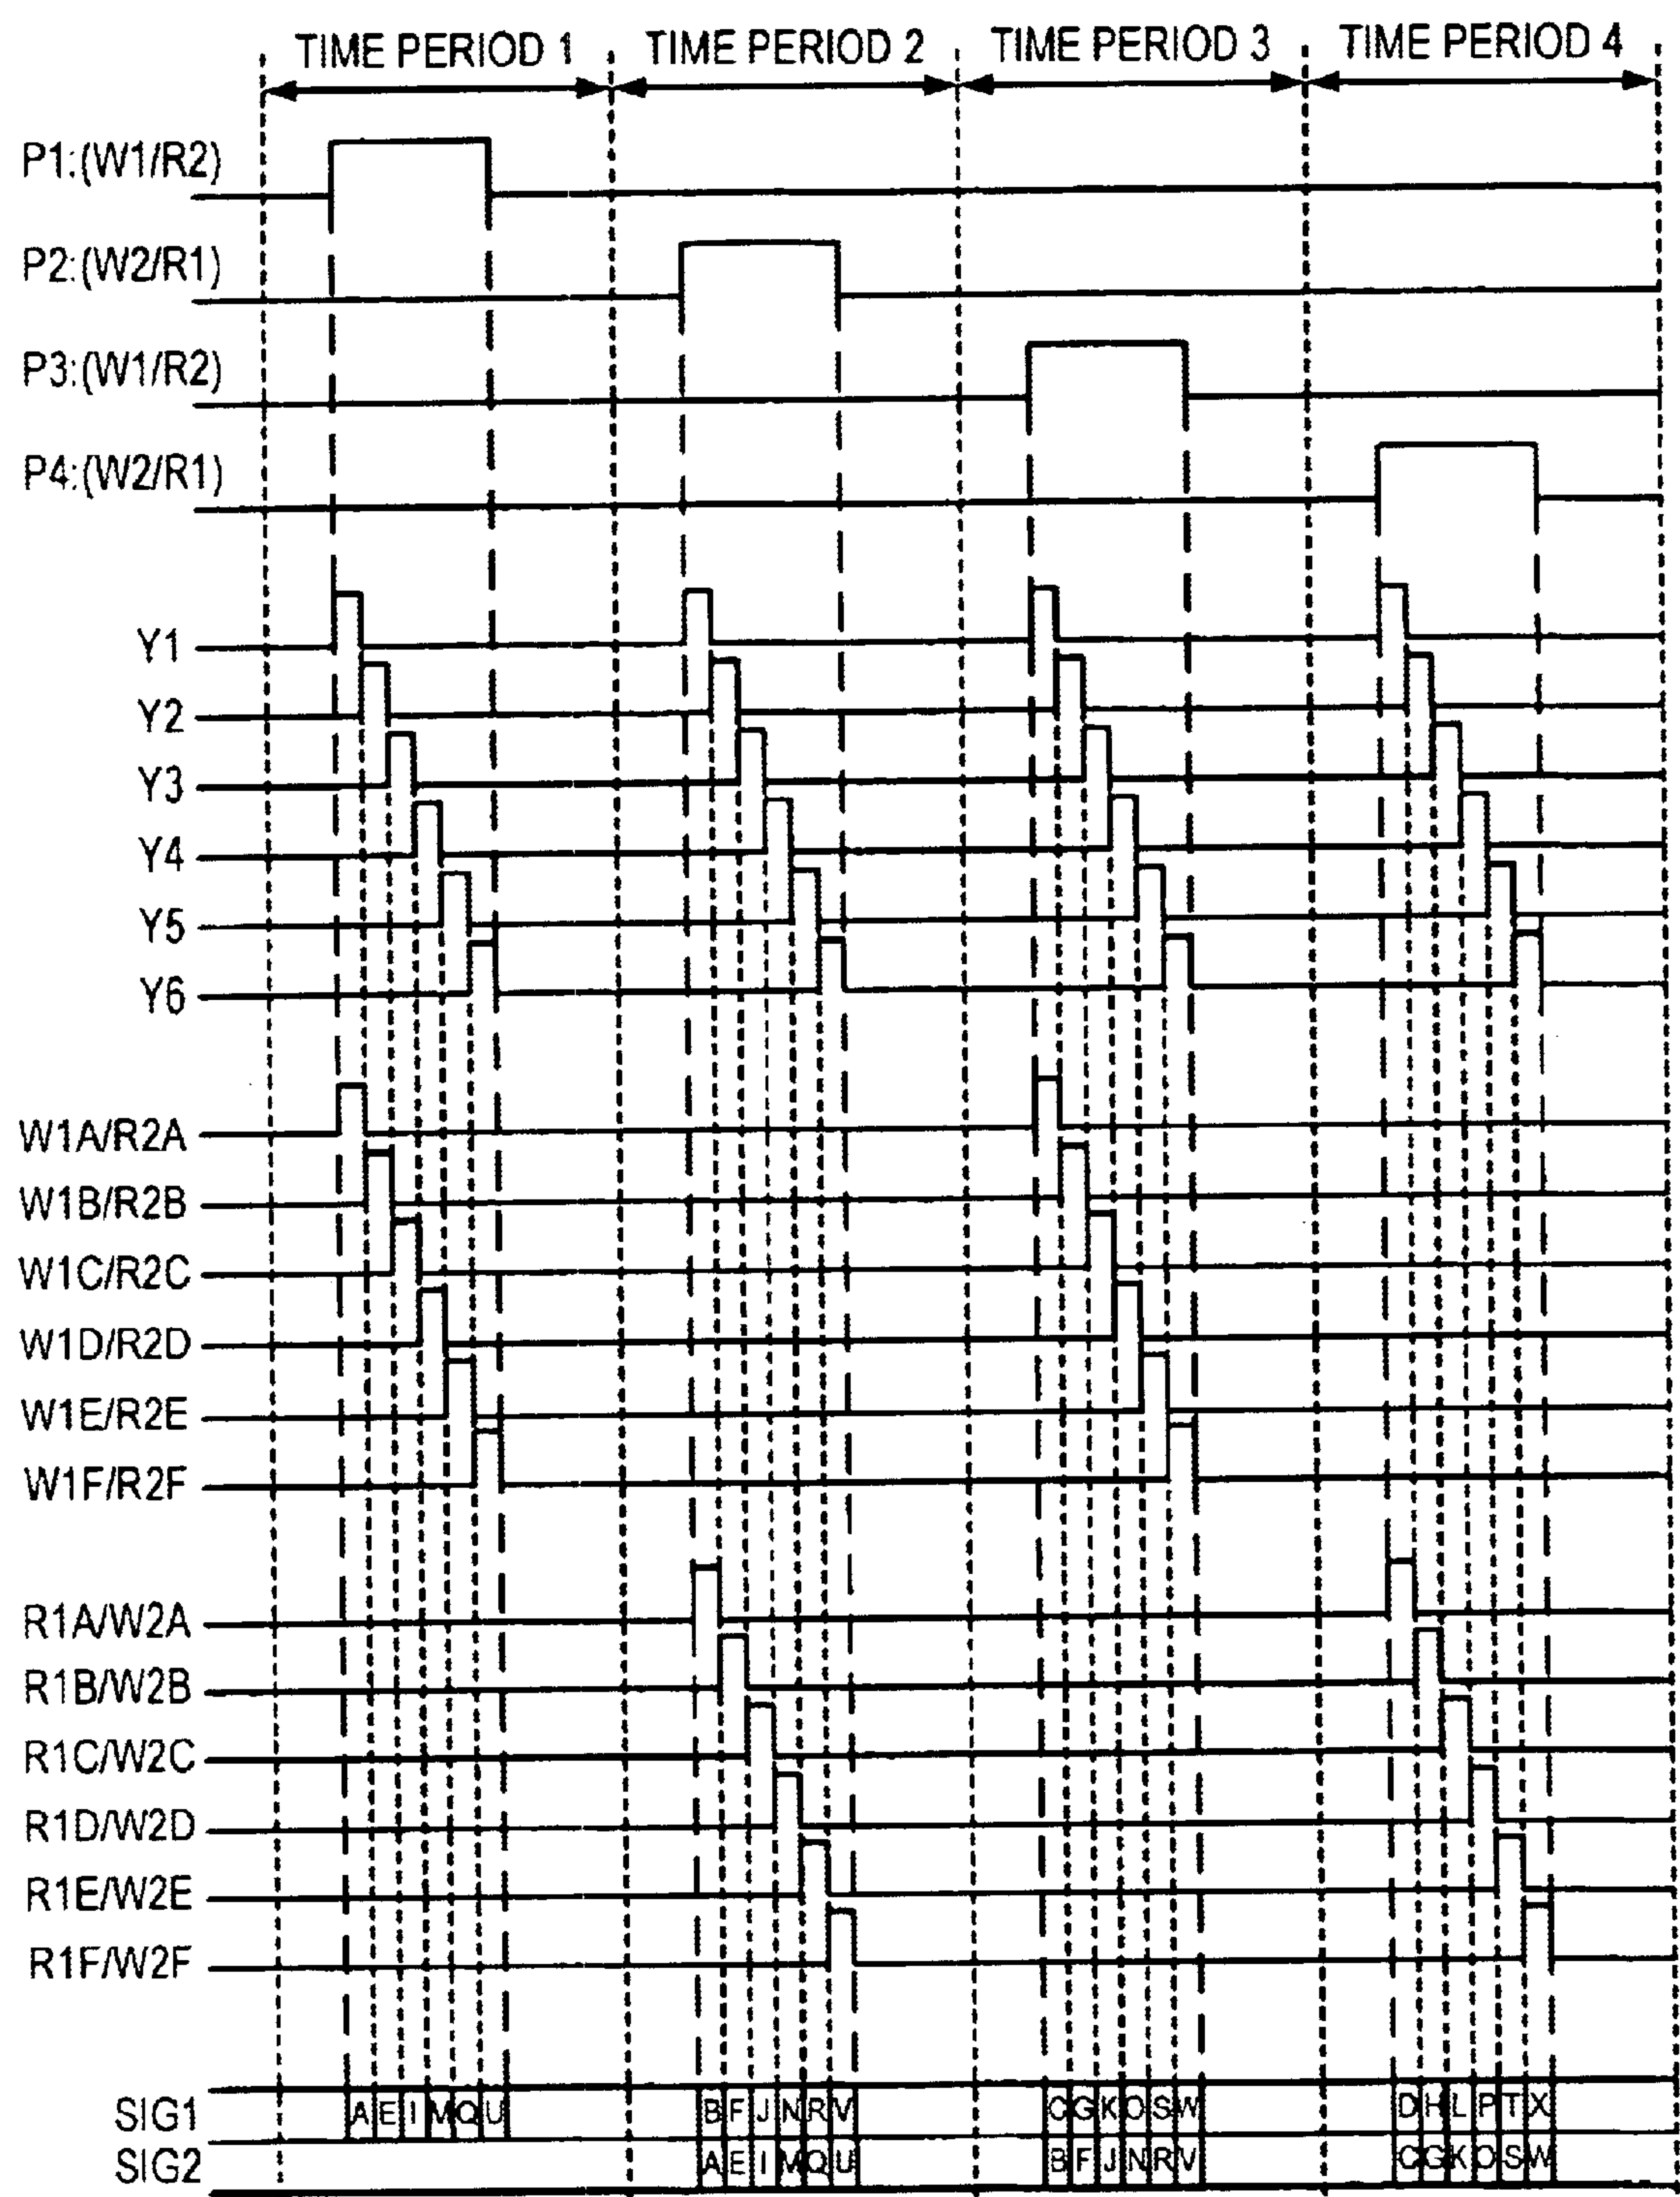 TIME PERIOD 1 TIME PERIOD 2 TIME PERIOD 3 TIME PERIOD 4
P1:(W1/R2)
P2:(W2/R1)
P3:(W1/R2)
P4:(W2/R1)
Y1
Y2
Y3
Y4
Y5
Y6
W1A/R2A
W1B/R2B
W1C/R2C
W1D/R2D
W1E/R2E
W1F/R2F
R1A/W2A
R1B/W2B
R1C/W2C
R1D/W2D
R1E/W2E
R1F/W2F
SIG1 A E I M Q U B F J N R V C G K O S W D H L P T X
SIG2 A E I M Q U B F J N R V C G K O S W